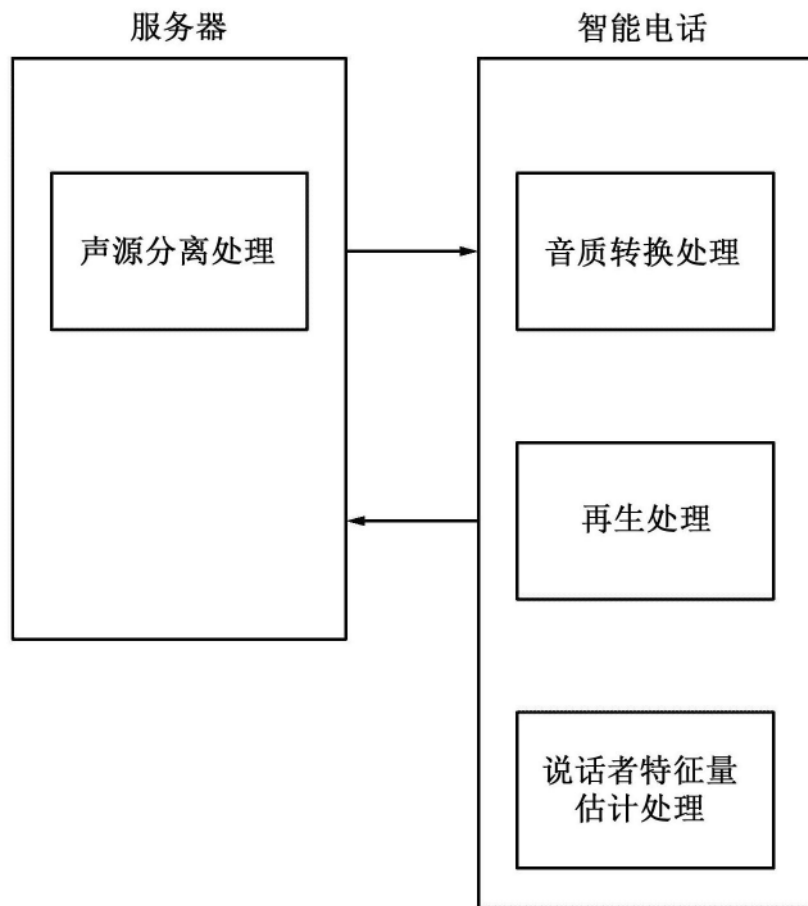 服务器
智能电话
声源分离处理
音质转换处理
再生处理
说话者特征量
估计处理